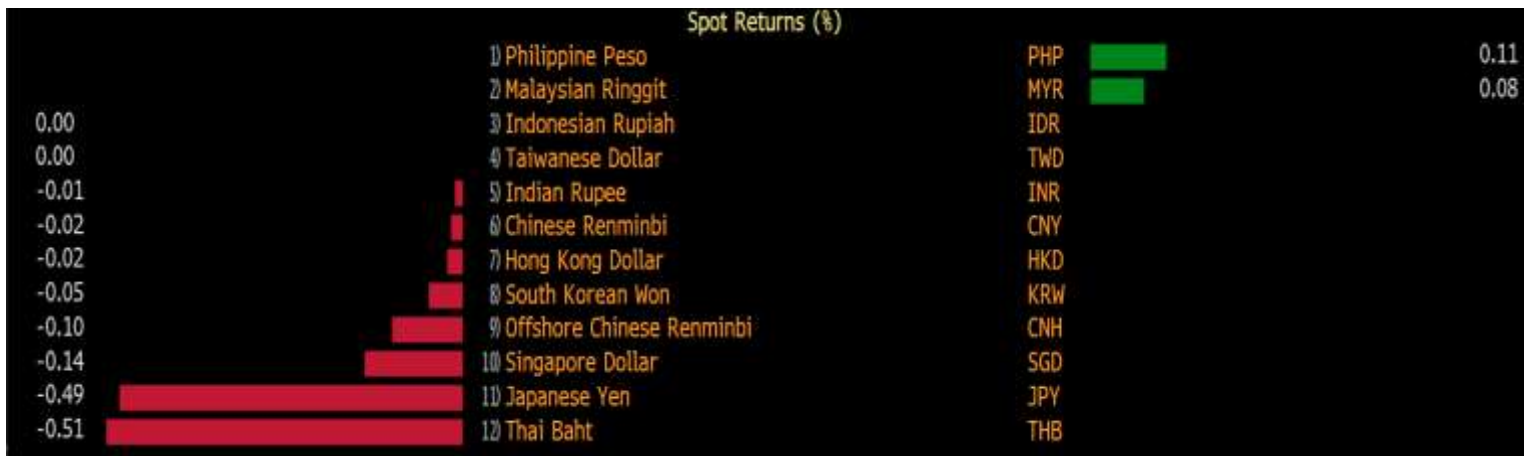 Spot Returns (%)
1) Philippine Peso PHP 0.11
2) Malaysian Ringgit MYR 0.08
0.00 3) Indonesian Rupiah IDR
0.00 4) Taiwanese Dollar TWD
-0.01 5) Indian Rupee INR
-0.02 6) Chinese Renminbi CNY
-0.02 7) Hong Kong Dollar HKD
-0.05 8) South Korean Won KRW
-0.10 9) Offshore Chinese Renminbi CNH
-0.14 10) Singapore Dollar SGD
-0.49 11) Japanese Yen JPY
-0.51 12) Thai Baht THB